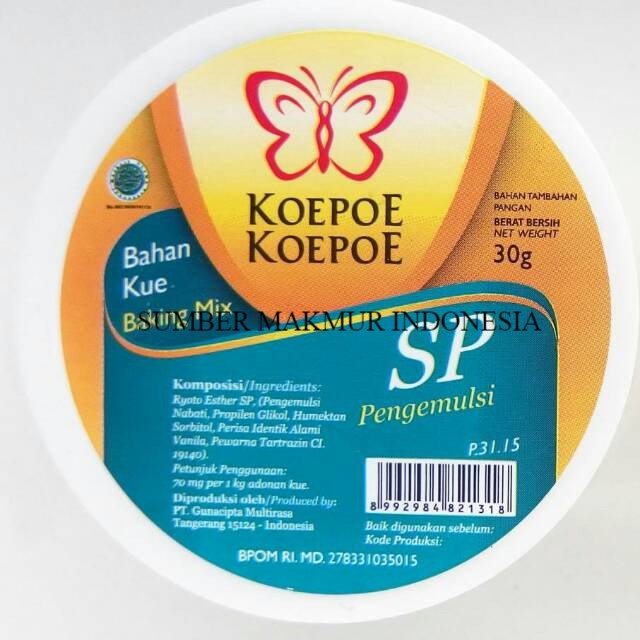 KOEPOE
KOEPOE
BAHAN TAMBAHAN
PANGAN
BERAT BERSIH
NET WEIGHT
30g
Bahan
Kue
Baking Mix
SUMBER MAKMUR INDONESIA
SP
Pengemulsi
P.31.15
Komposisi/Ingredients:
Ryoto Esther SP, (Pengemulsi
Nabati, Propilen Glikol, Humektan
Sorbitol, Perisa Identik Alami
Vanila, Pewarna Tartrazin CI.
19140).
Petunjuk Penggunaan:
70 mg per 1 kg adonan kue.
Diproduksi oleh/Produced by:
PT. Gunacipta Multirasa
Tangerang 15124 - Indonesia
8 992984 821318
Baik digunakan sebelum:
Kode Produksi:
BPOM RI. MD. 278331035015